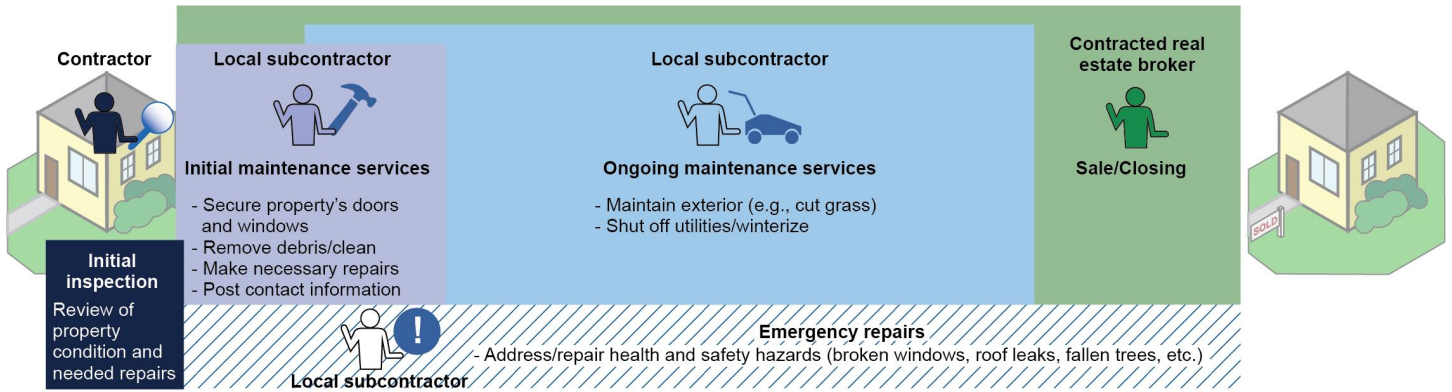 Contractor
Initial
inspection
Review of
property
condition and
needed repairs
Local subcontractor
Initial maintenance services
- Secure property's doors
and windows
- Remove debris/clean
- Make necessary repairs
- Post contact information
Local subcontractor
Ongoing maintenance services
- Maintain exterior (e.g., cut grass)
- Shut off utilities/winterize
Contracted real
estate broker
Sale/Closing
SOLD
!
Local subcontractor
Emergency repairs
- Address/repair health and safety hazards (broken windows, roof leaks, fallen trees, etc.)